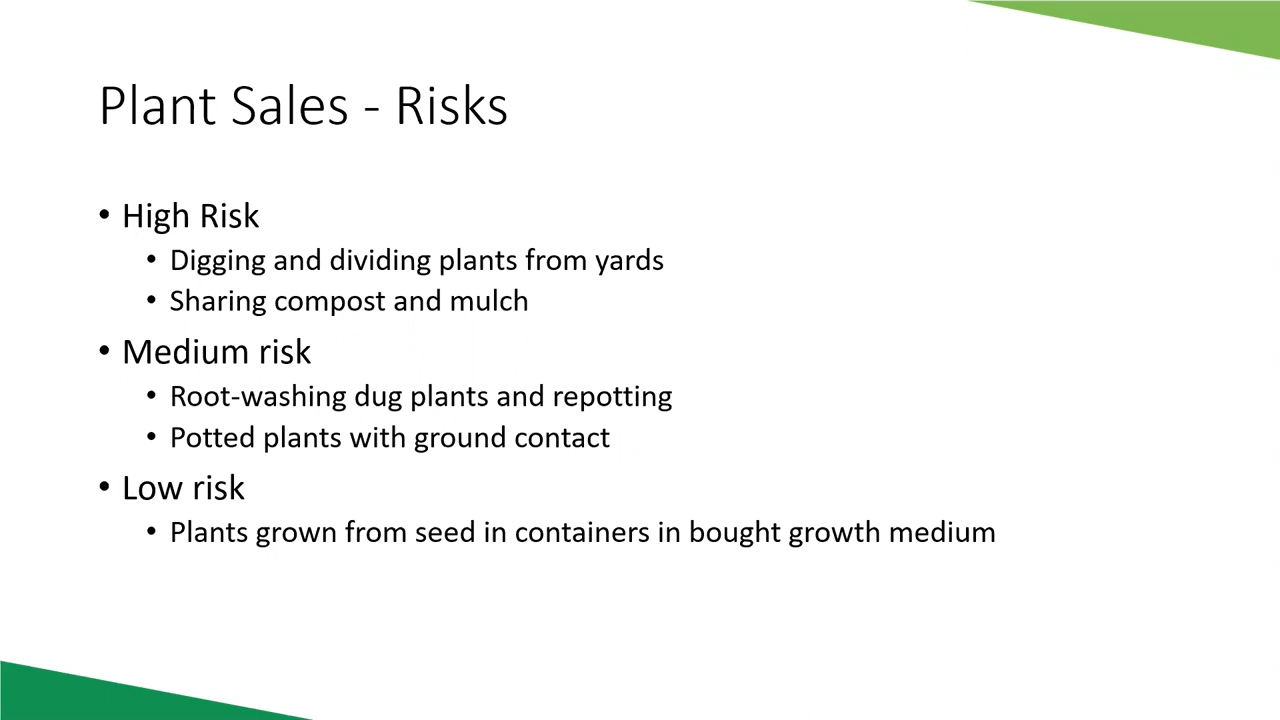 Plant Sales - Risks
• High Risk
• Digging and dividing plants from yards
• Sharing compost and mulch
• Medium risk
• Root-washing dug plants and repotting
• Potted plants with ground contact
• Low risk
• Plants grown from seed in containers in bought growth medium